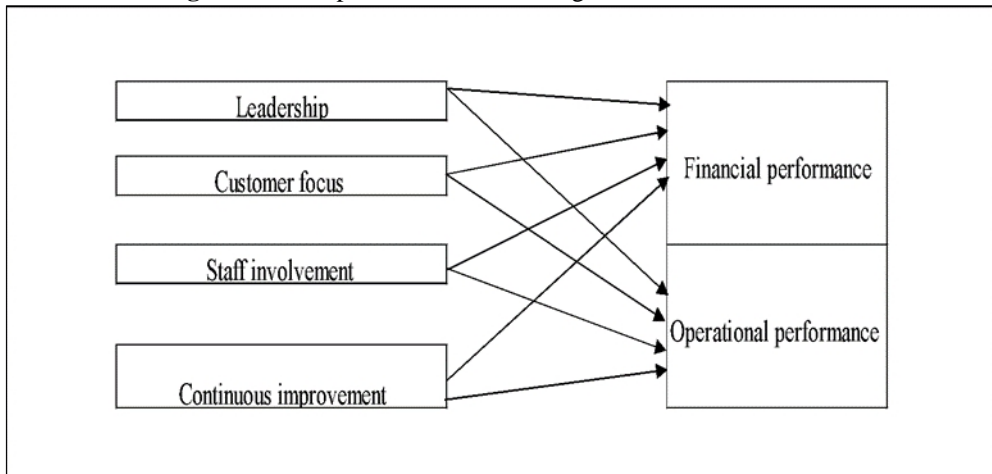 Leadership
Customer focus
Financial performance
Staff involvement
Operational performance
Continuous improvement